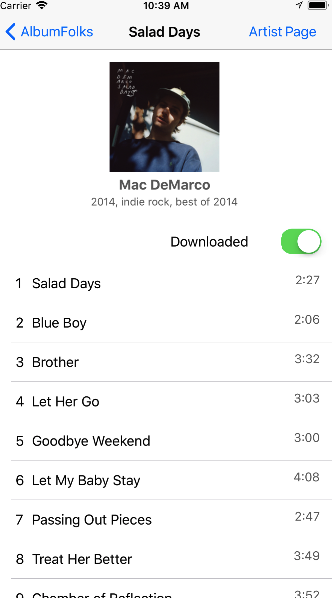 Carrier 10:39 AM
AlbumFolks Salad Days Artist Page
MAC
DEM
ARCO
SALAD
DAYS
Mac DeMarco
2014, indie rock, best of 2014
Downloaded
1 Salad Days 2:27
2 Blue Boy 2:06
3 Brother 3:32
4 Let Her Go 3:03
5 Goodbye Weekend 3:00
6 Let My Baby Stay 4:08
7 Passing Out Pieces 2:47
8 Treat Her Better 3:49
9 Chamber of Reflection 3:52